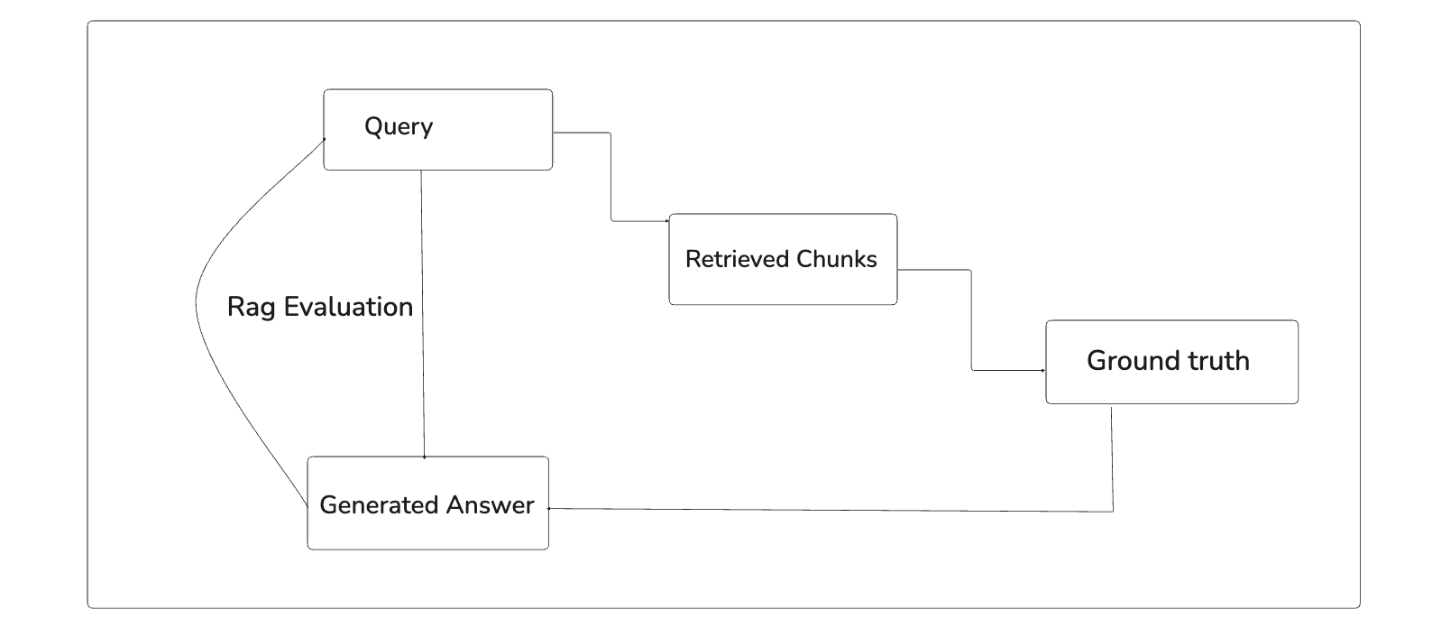 Query
Retrieved Chunks
Rag Evaluation
Ground truth
Generated Answer